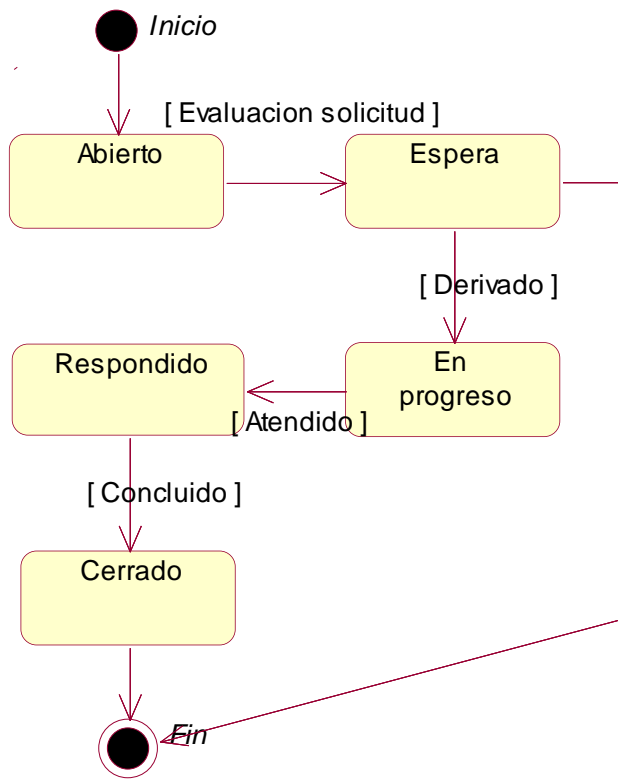 Inicio
[ Evaluacion solicitud ]
Abierto
Espera
[ Derivado ]
Respondido
En
progreso
[ Atendido ]
[ Concluido ]
Cerrado
Fin